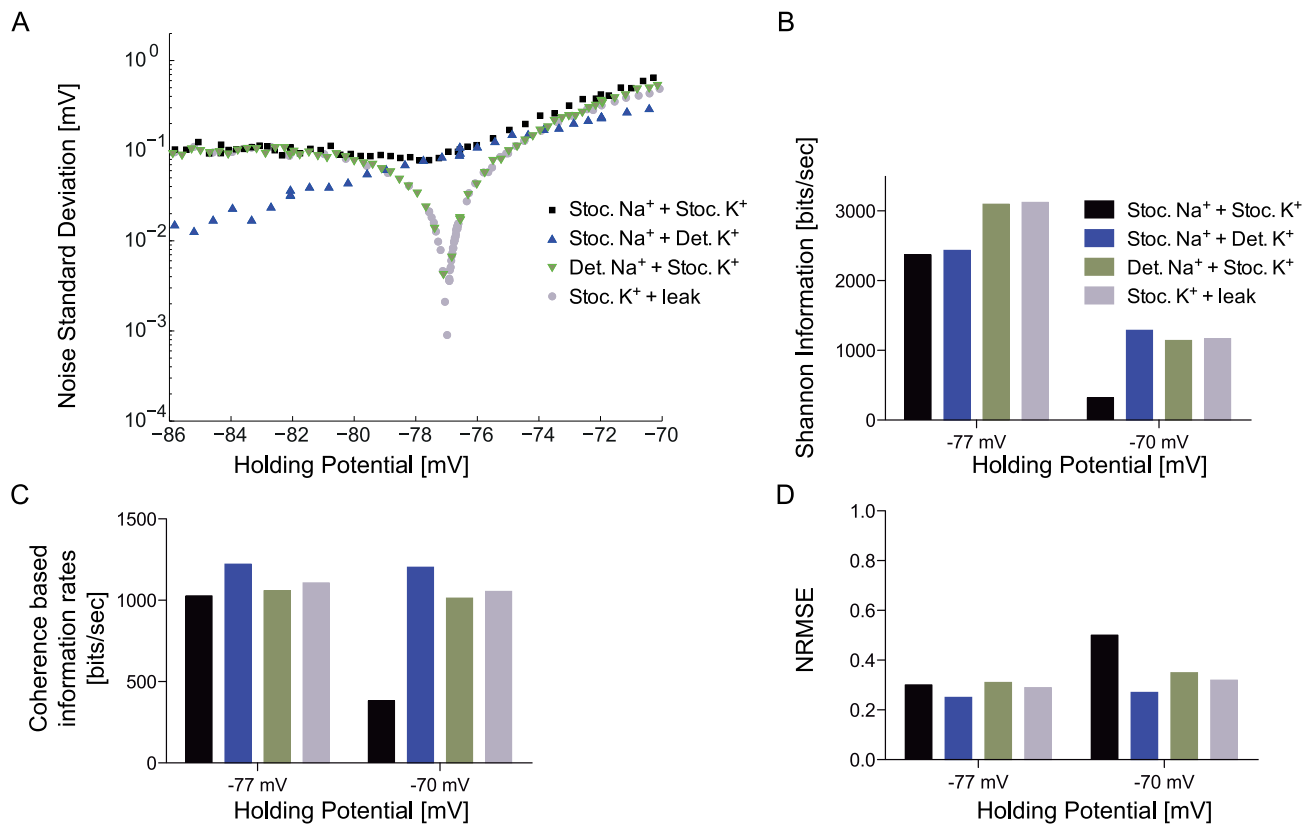 A
Noise Standard Deviation [mV]
10⁰
10⁻¹
10⁻²
10⁻³
10⁻⁴
−86 −84 −82 −80 −78 −76 −74 −72 −70
Holding Potential [mV]
Stoc. Na⁺ + Stoc. K⁺
Stoc. Na⁺ + Det. K⁺
Det. Na⁺ + Stoc. K⁺
Stoc. K⁺ + leak
B
Shannon Information [bits/sec]
3000
2000
1000
0
-77 mV -70 mV
Holding Potential [mV]
Stoc. Na⁺ + Stoc. K⁺
Stoc. Na⁺ + Det. K⁺
Det. Na⁺ + Stoc. K⁺
Stoc. K⁺ + leak
C
Coherence based
information rates
[bits/sec]
1500
1000
500
0
-77 mV -70 mV
Holding Potential [mV]
D
NRMSE
1.0
0.8
0.6
0.4
0.2
0.0
-77 mV -70 mV
Holding Potential [mV]